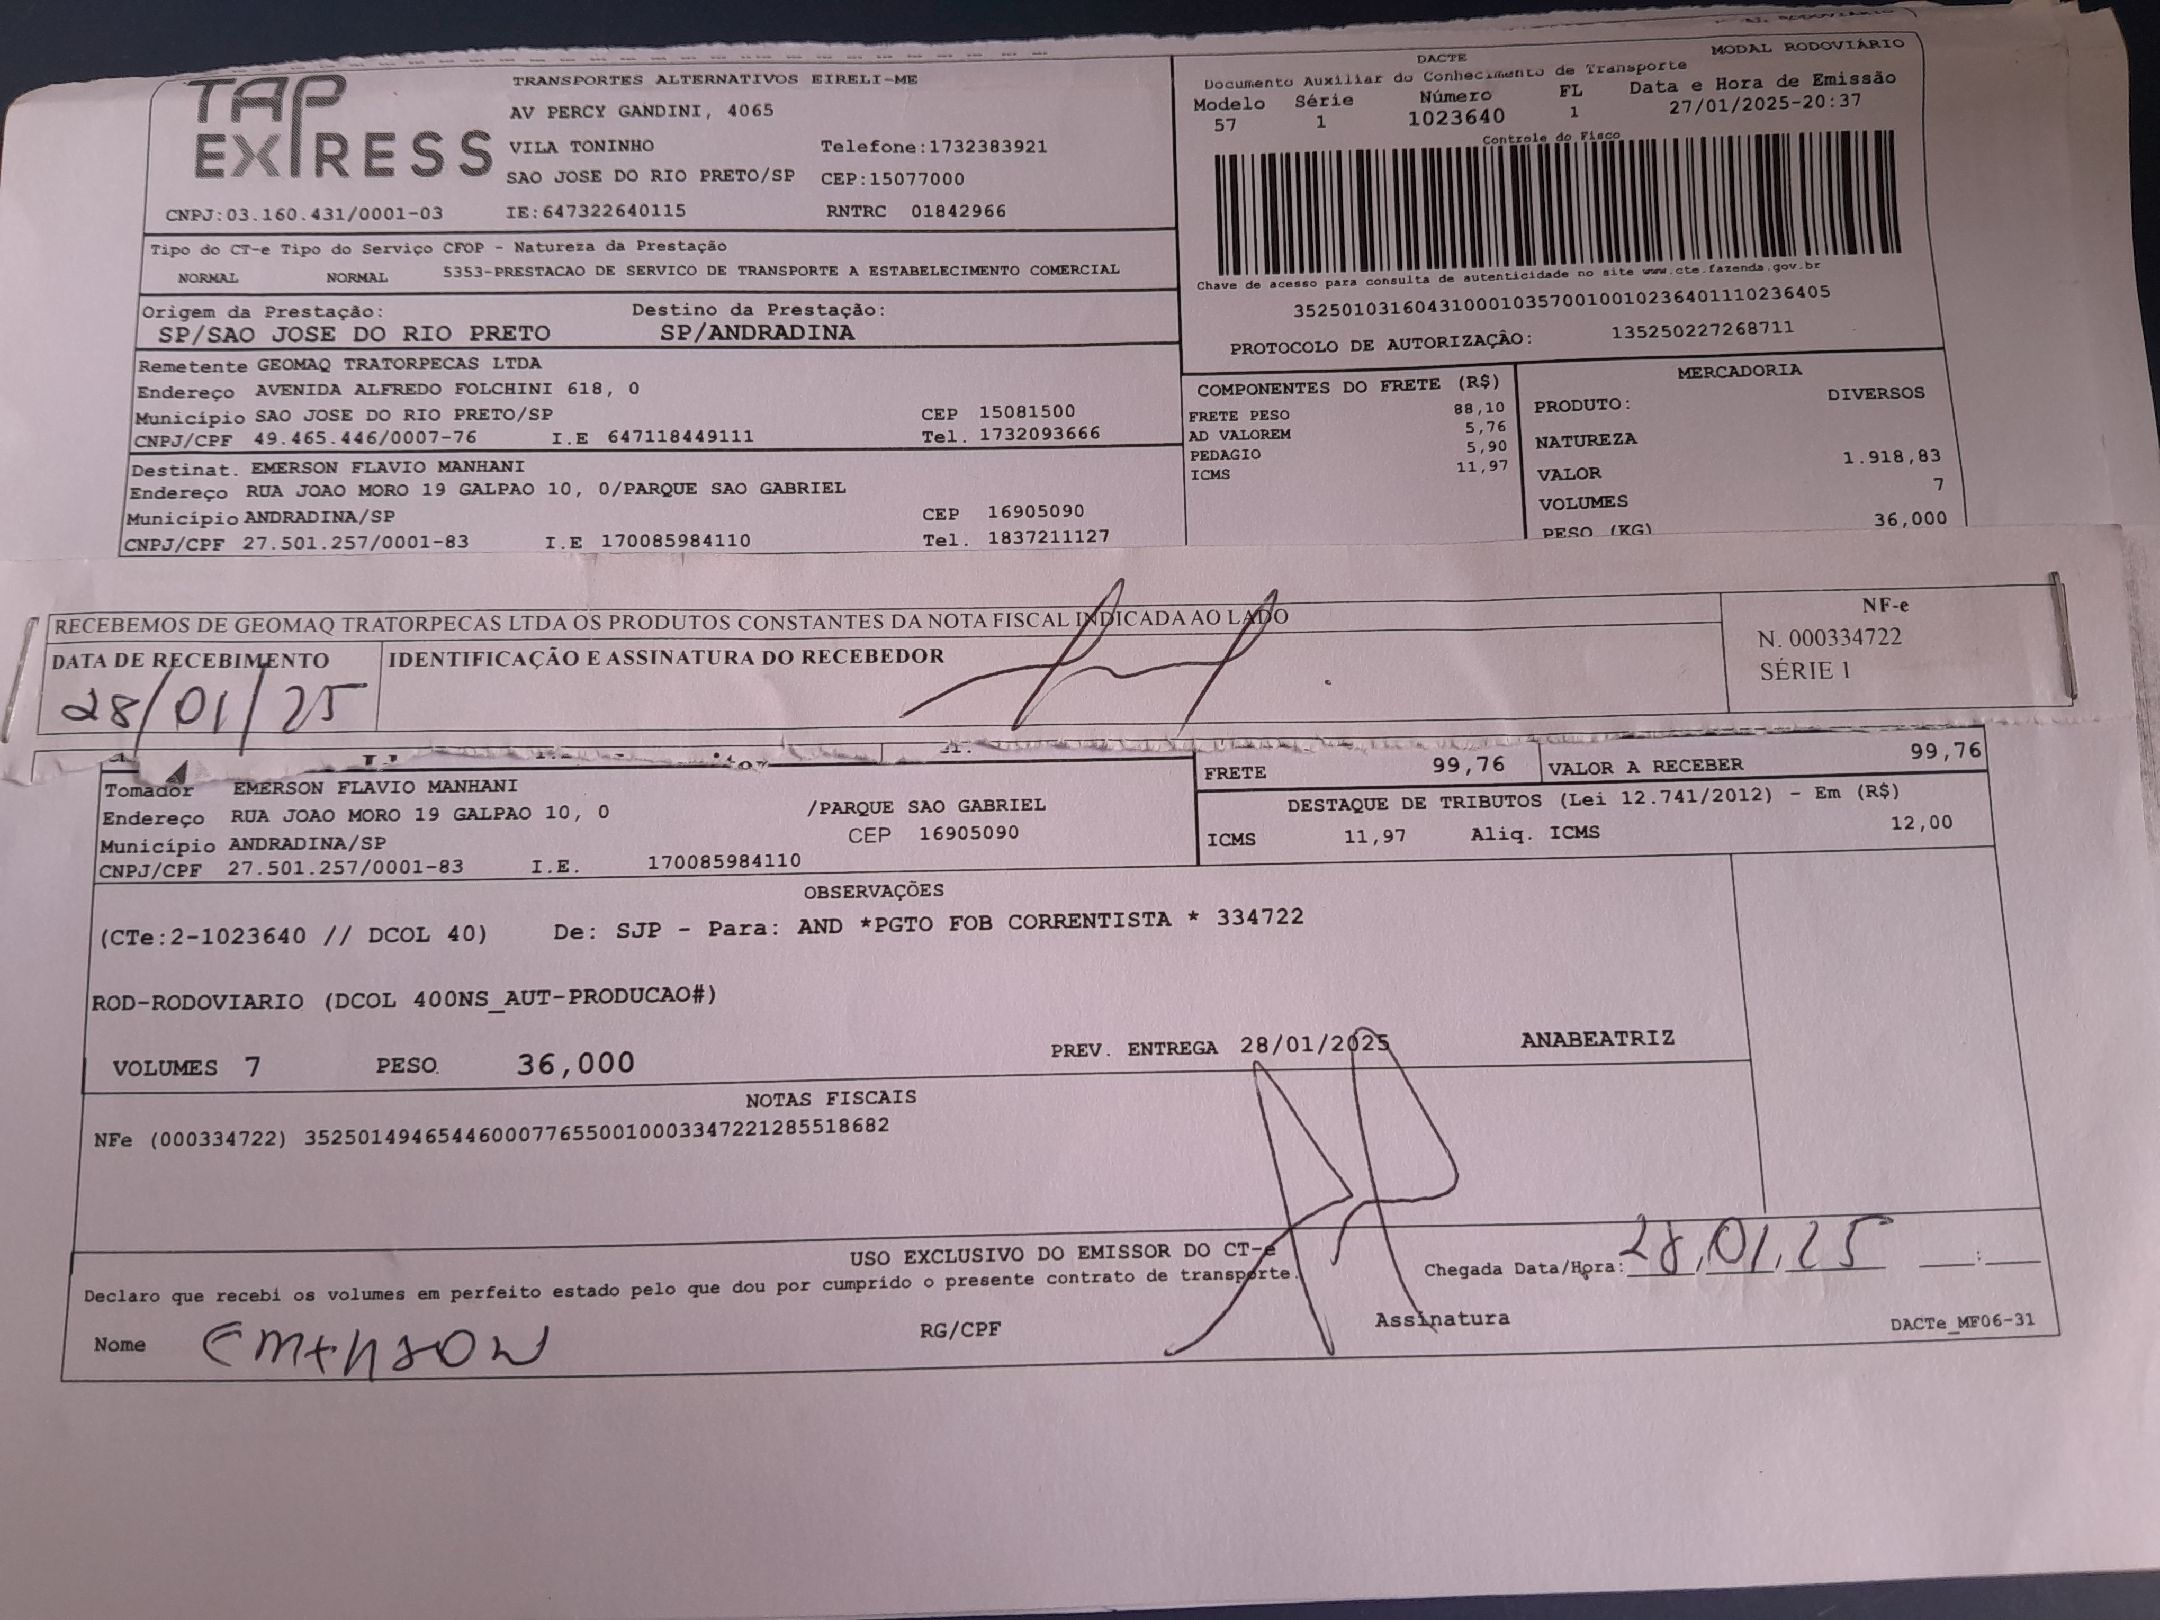 MODAL RODOVIÁRIO
TAP EXPRESS
TRANSPORTES ALTERNATIVOS EIRELI-ME
AV PERCY GANDINI, 4065
VILA TONINHO Telefone:1732383921
SAO JOSE DO RIO PRETO/SP CEP:15077000
CNPJ:03.160.431/0001-03 IE:647322640115 RNTRC 01842966
DACTE
Documento Auxiliar do Conhecimento de Transporte
Modelo Série Número FL Data e Hora de Emissão
57 1 1023640 1 27/01/2025-20:37
Controle do Fisco
Chave de acesso para consulta de autenticidade no site www.cte.fazenda.gov.br
35250103160431000103570010010236401110236405
PROTOCOLO DE AUTORIZAÇÃO: 135250227268711
Tipo do CT-e Tipo do Serviço CFOP - Natureza da Prestação
NORMAL NORMAL 5353-PRESTACAO DE SERVICO DE TRANSPORTE A ESTABELECIMENTO COMERCIAL
Origem da Prestação: Destino da Prestação:
SP/SAO JOSE DO RIO PRETO SP/ANDRADINA
Remetente GEOMAQ TRATORPECAS LTDA
Endereço AVENIDA ALFREDO FOLCHINI 618, 0
Município SAO JOSE DO RIO PRETO/SP CEP 15081500
CNPJ/CPF 49.465.446/0007-76 I.E 647118449111 Tel. 1732093666
Destinat. EMERSON FLAVIO MANHANI
Endereço RUA JOAO MORO 19 GALPAO 10, 0/PARQUE SAO GABRIEL
Município ANDRADINA/SP CEP 16905090
CNPJ/CPF 27.501.257/0001-83 I.E 170085984110 Tel. 1837211127
COMPONENTES DO FRETE (R$)
FRETE PESO 88,10
AD VALOREM 5,76
PEDAGIO 5,90
ICMS 11,97
MERCADORIA
PRODUTO: DIVERSOS
NATUREZA
VALOR 1.918,83
VOLUMES 7
PESO (KG) 36,000
RECEBEMOS DE GEOMAQ TRATORPECAS LTDA OS PRODUTOS CONSTANTES DA NOTA FISCAL INDICADA AO LADO
DATA DE RECEBIMENTO IDENTIFICAÇÃO E ASSINATURA DO RECEBEDOR
28/01/25
NF-e
N. 000334722
SÉRIE 1
FRETE 99,76 VALOR A RECEBER 99,76
Tomador EMERSON FLAVIO MANHANI
Endereço RUA JOAO MORO 19 GALPAO 10, 0 /PARQUE SAO GABRIEL
Município ANDRADINA/SP CEP 16905090
CNPJ/CPF 27.501.257/0001-83 I.E. 170085984110
DESTAQUE DE TRIBUTOS (Lei 12.741/2012) - Em (R$)
ICMS 11,97 Aliq. ICMS 12,00
OBSERVAÇÕES
(CTe:2-1023640 // DCOL 40) De: SJP - Para: AND *PGTO FOB CORRENTISTA * 334722
ROD-RODOVIARIO (DCOL 400NS_AUT-PRODUCAO#)
VOLUMES 7 PESO 36,000 PREV. ENTREGA 28/01/2025 ANABEATRIZ
NOTAS FISCAIS
NFe (000334722) 35250149465446000776550010003347221285518682
USO EXCLUSIVO DO EMISSOR DO CT-e
Declaro que recebi os volumes em perfeito estado pelo que dou por cumprido o presente contrato de transporte.
Chegada Data/Hora: 28,01,25 :
Nome Emerson RG/CPF Assinatura
DACTe_MF06-31